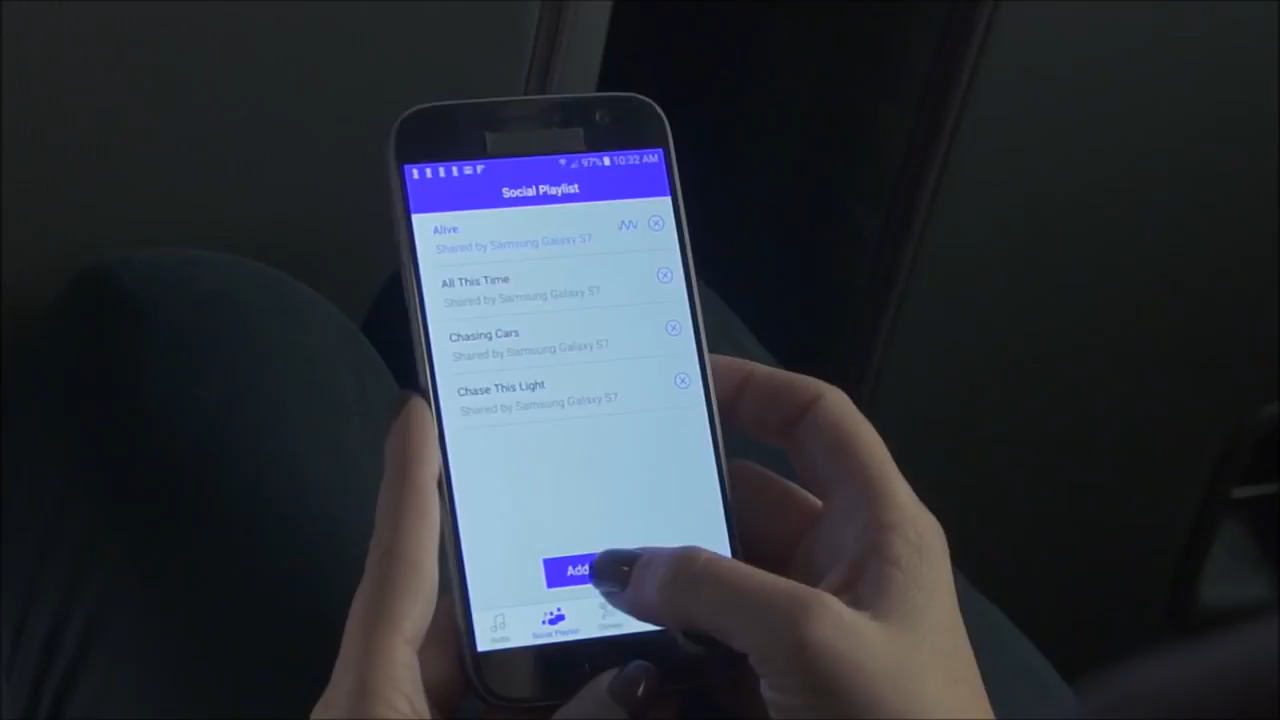 97% 10:32 AM
Social Playlist
Alive
Shared by Samsung Galaxy S7
All This Time
Shared by Samsung Galaxy S7
Chasing Cars
Shared by Samsung Galaxy S7
Chase This Light
Shared by Samsung Galaxy S7
Add
Social Playlist